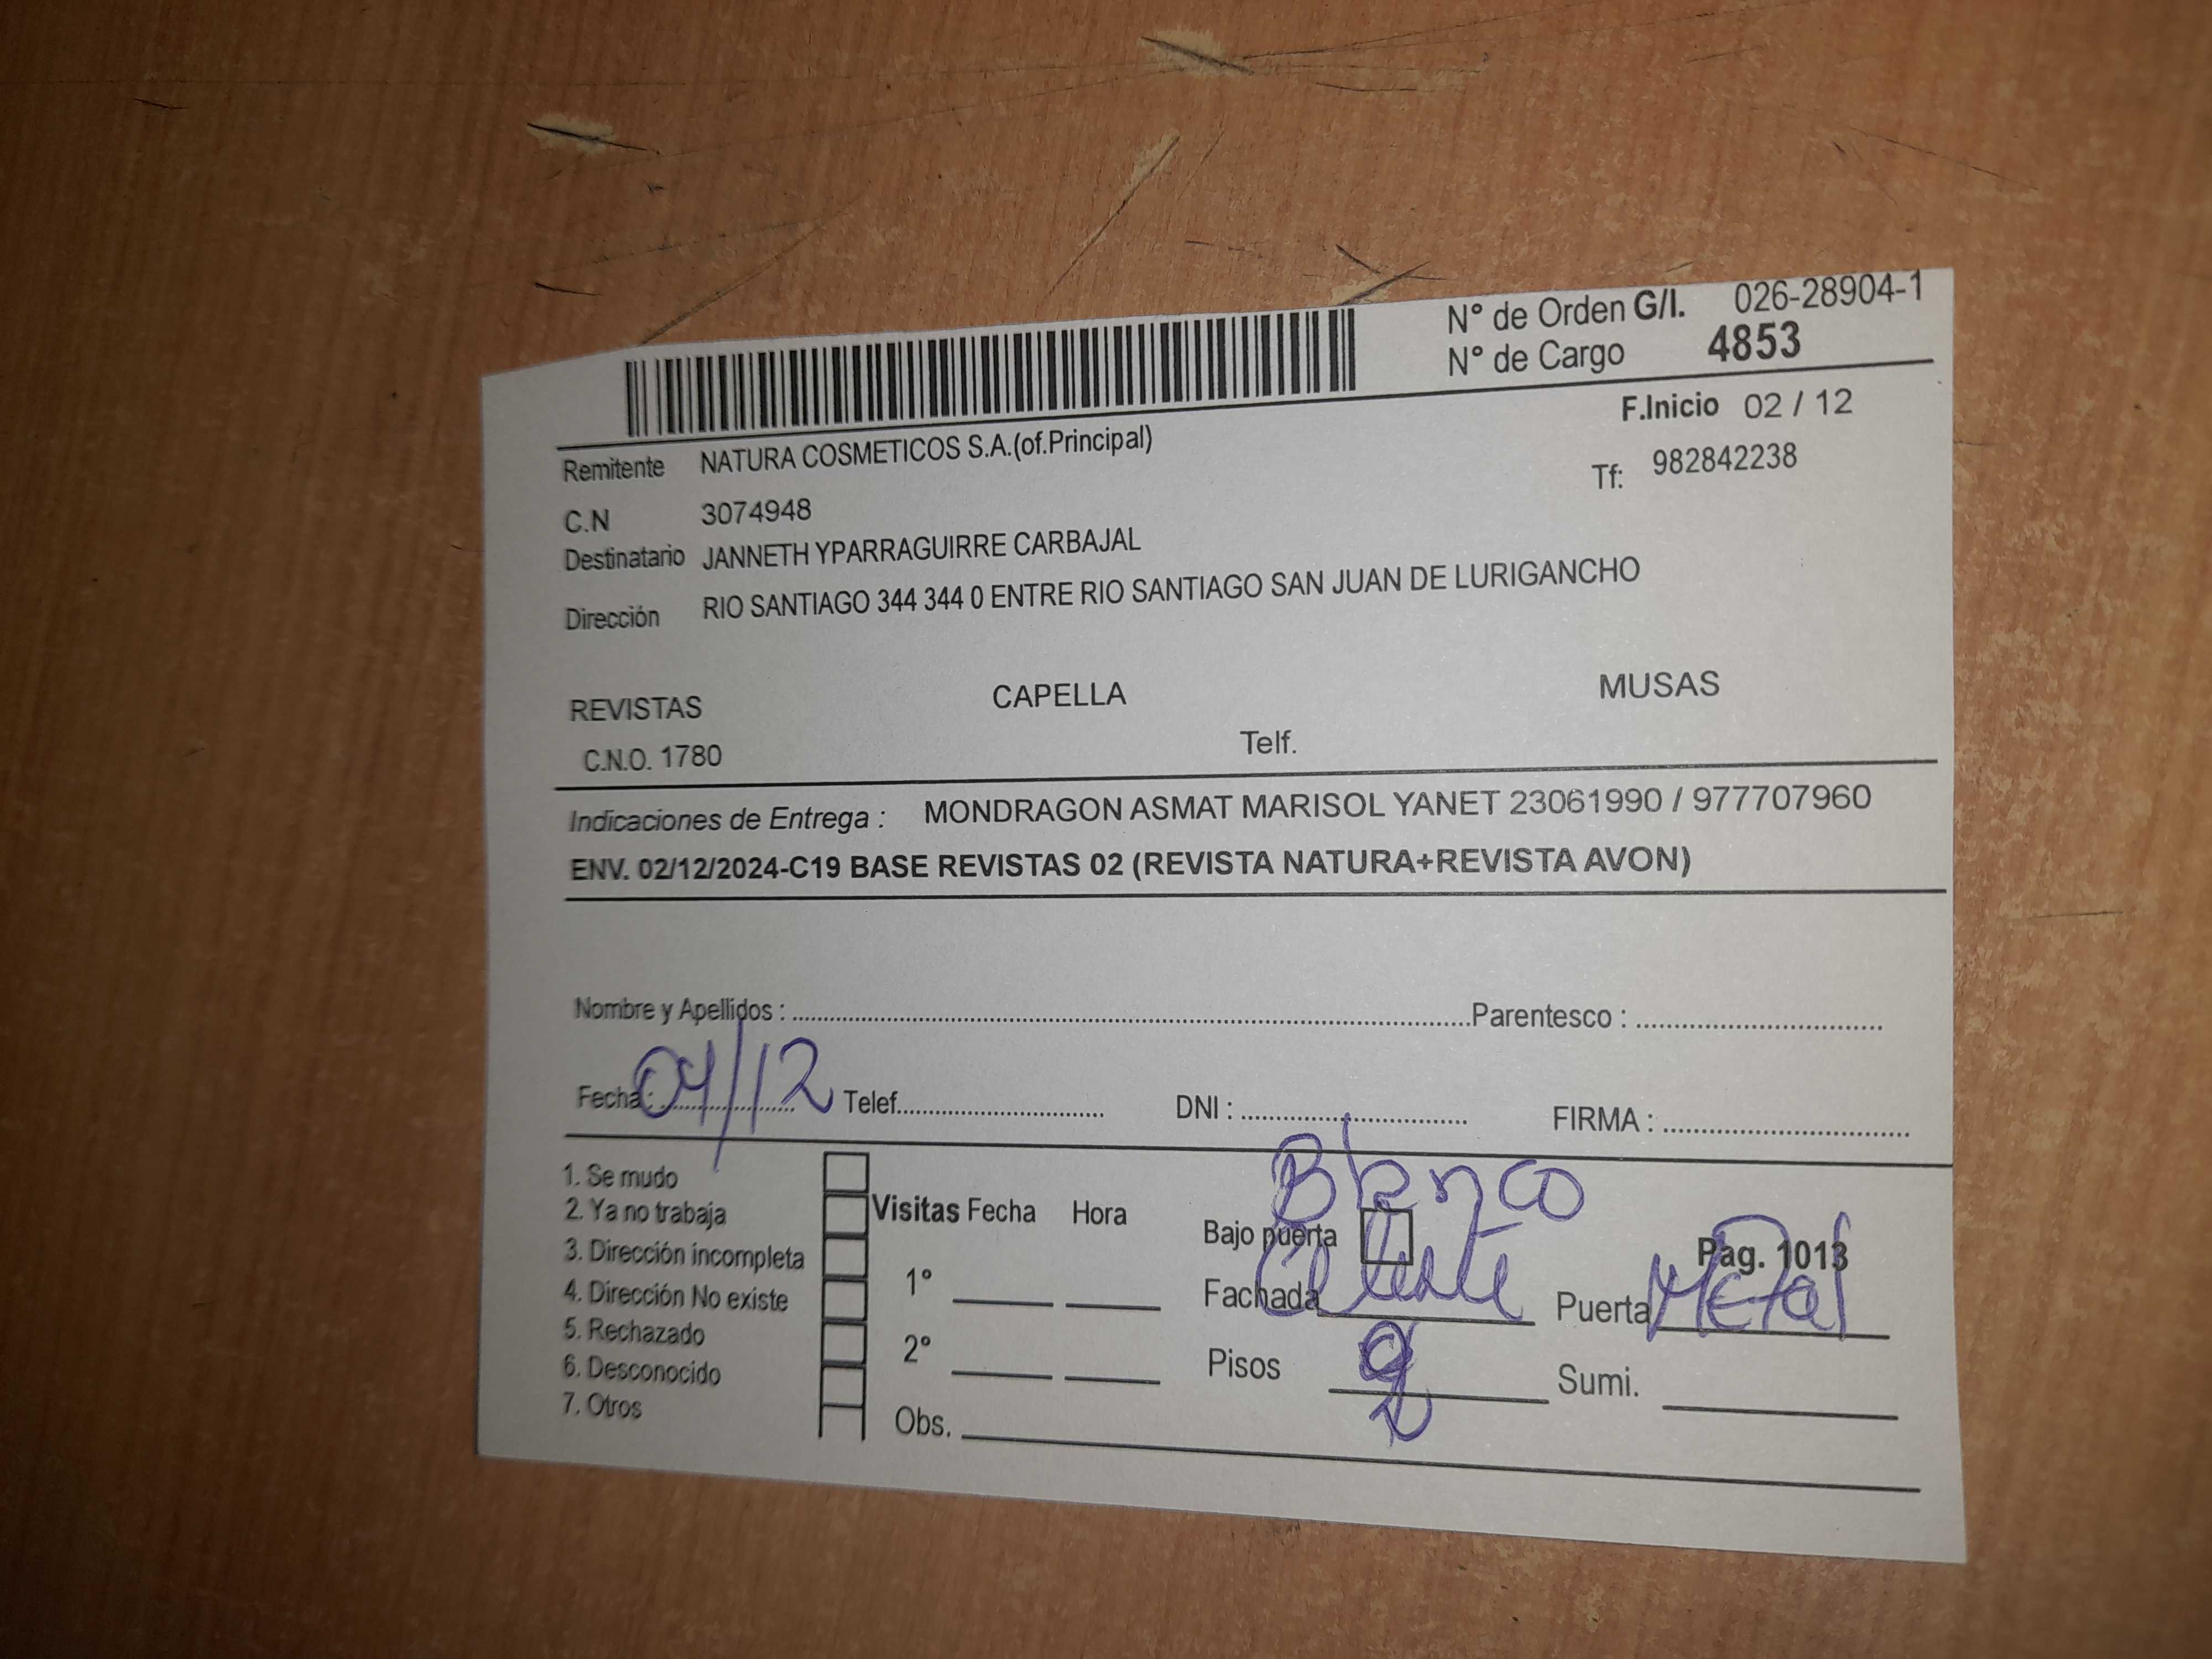 N° de Orden G/I. 026-28904-1
N° de Cargo 4853
F.Inicio 02 / 12
Remitente NATURA COSMETICOS S.A.(of.Principal)
Tf: 982842238
C.N 3074948
Destinatario JANNETH YPARRAGUIRRE CARBAJAL
Dirección RIO SANTIAGO 344 344 0 ENTRE RIO SANTIAGO SAN JUAN DE LURIGANCHO
REVISTAS CAPELLA MUSAS
C.N.O. 1780 Telf.
Indicaciones de Entrega : MONDRAGON ASMAT MARISOL YANET 23061990 / 977707960
ENV. 02/12/2024-C19 BASE REVISTAS 02 (REVISTA NATURA+REVISTA AVON)
Nombre y Apellidos : Parentesco :
Fecha : 04/12 Telef. DNI : FIRMA :
1. Se mudo
2. Ya no trabaja
3. Dirección incompleta
4. Dirección No existe
5. Rechazado
6. Desconocido
7. Otros
Visitas Fecha Hora
1°
2°
Obs.
Blanco
Bajo puerta
Pag. 1013
Fachada Celeste Puerta Metal
Pisos 2 Sumi.